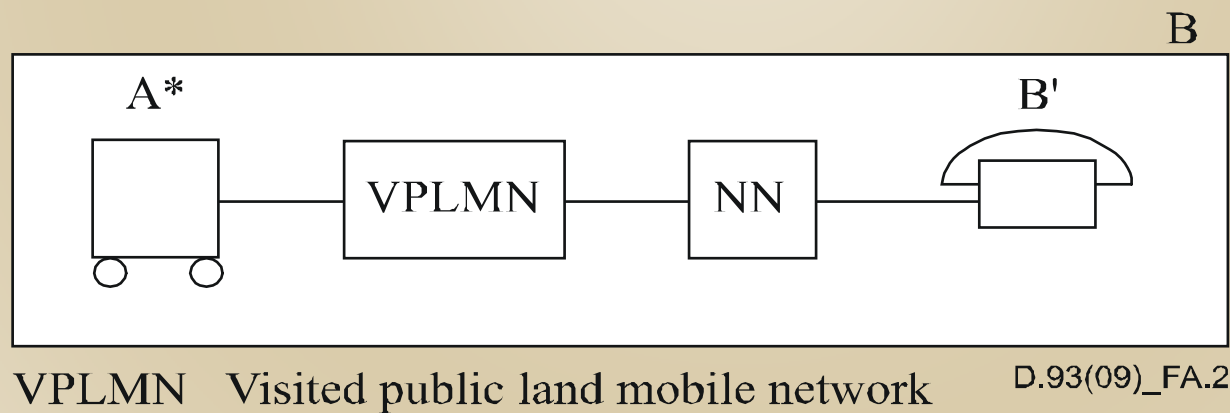 B
A* B'
VPLMN NN
VPLMN Visited public land mobile network D.93(09)_FA.2